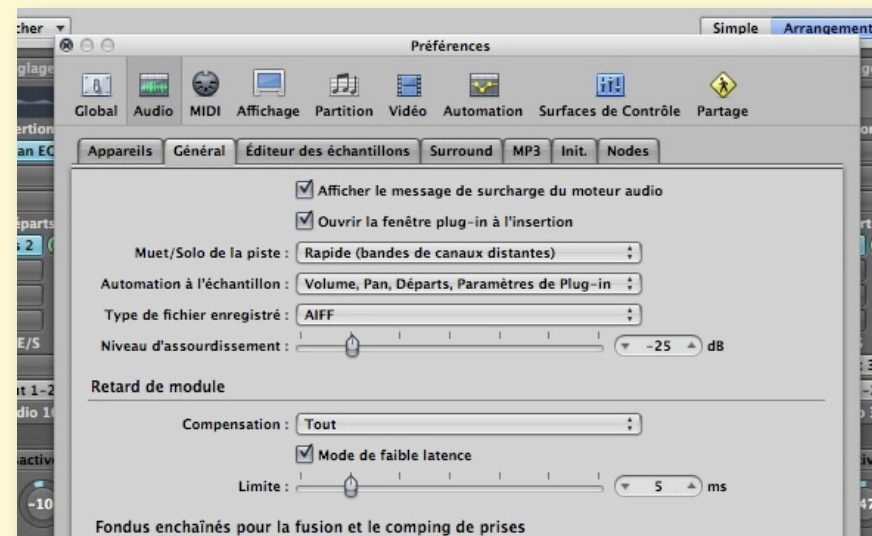 cher
Simple Arrangement
Préférences
Global Audio MIDI Affichage Partition Vidéo Automation Surfaces de Contrôle Partage
Appareils Général Éditeur des échantillons Surround MP3 Init. Nodes
Afficher le message de surcharge du moteur audio
Ouvrir la fenêtre plug-in à l'insertion
Muet/Solo de la piste : Rapide (bandes de canaux distantes)
Automation à l'échantillon : Volume, Pan, Départs, Paramètres de Plug-in
Type de fichier enregistré : AIFF
E/S
Niveau d'assourdissement : -25 dB
Retard de module
Compensation : Tout
Mode de faible latence
Limite : 5 ms
-10
Fondus enchaînés pour la fusion et le comping de prises